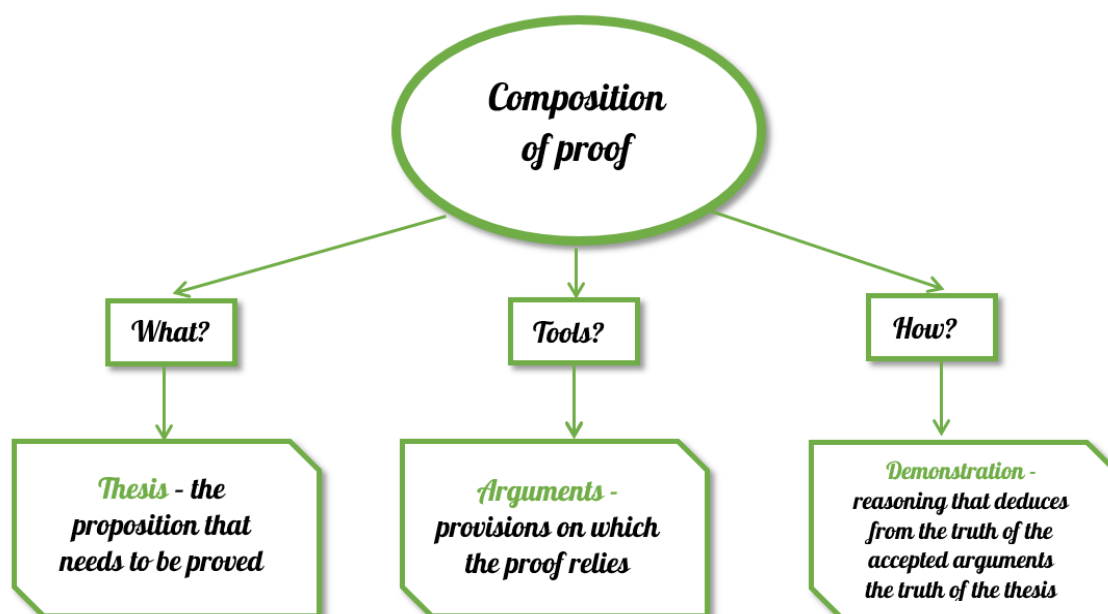 Composition
of proof
What?
Tools?
How?
Thesis - the
proposition that
needs to be proved
Arguments -
provisions on which
the proof relies
Demonstration -
reasoning that deduces
from the truth of the
accepted arguments
the truth of the thesis